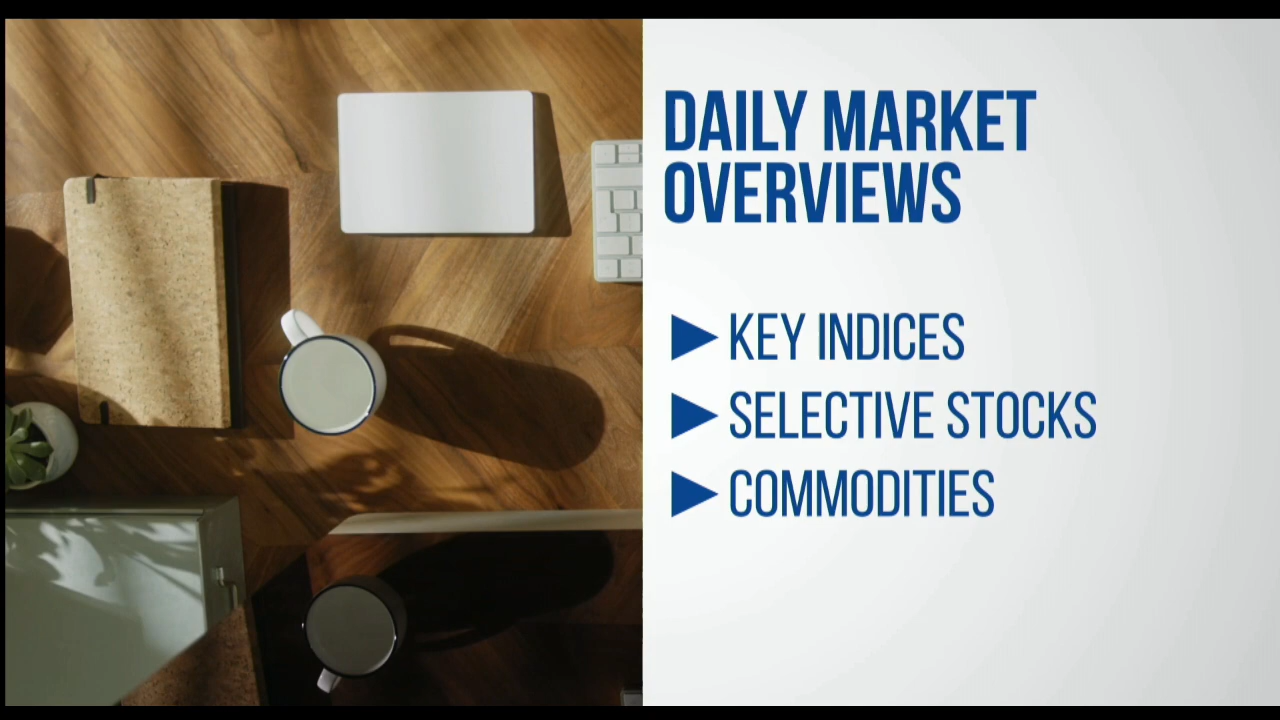 DAILY MARKET
OVERVIEWS
KEY INDICES
SELECTIVE STOCKS
COMMODITIES